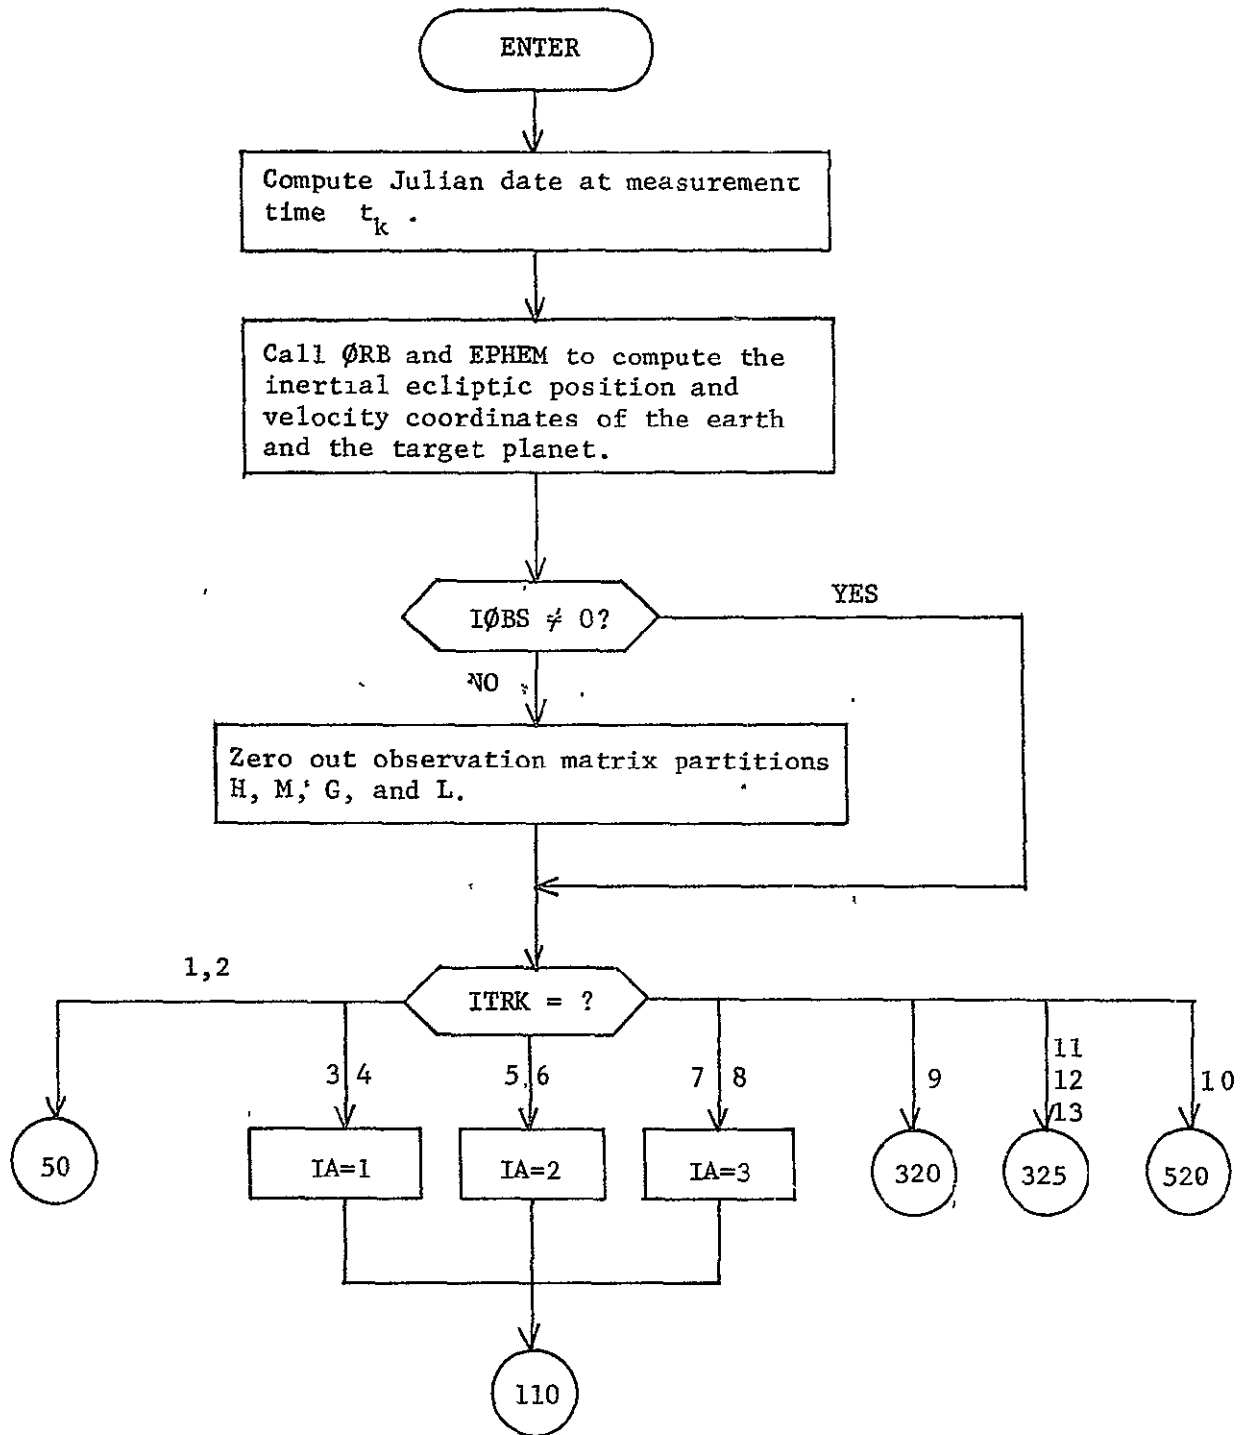 ENTER
Compute Julian date at measurement
time t_k .
Call ØRB and EPHEM to compute the
inertial ecliptic position and
velocity coordinates of the earth
and the target planet.
IØBS ≠ 0?
YES
NO
Zero out observation matrix partitions
H, M, G, and L.
1,2
ITRK = ?
3 4
5,6
7 8
9
11
12
13
10
50
IA=1
IA=2
IA=3
320
325
520
110